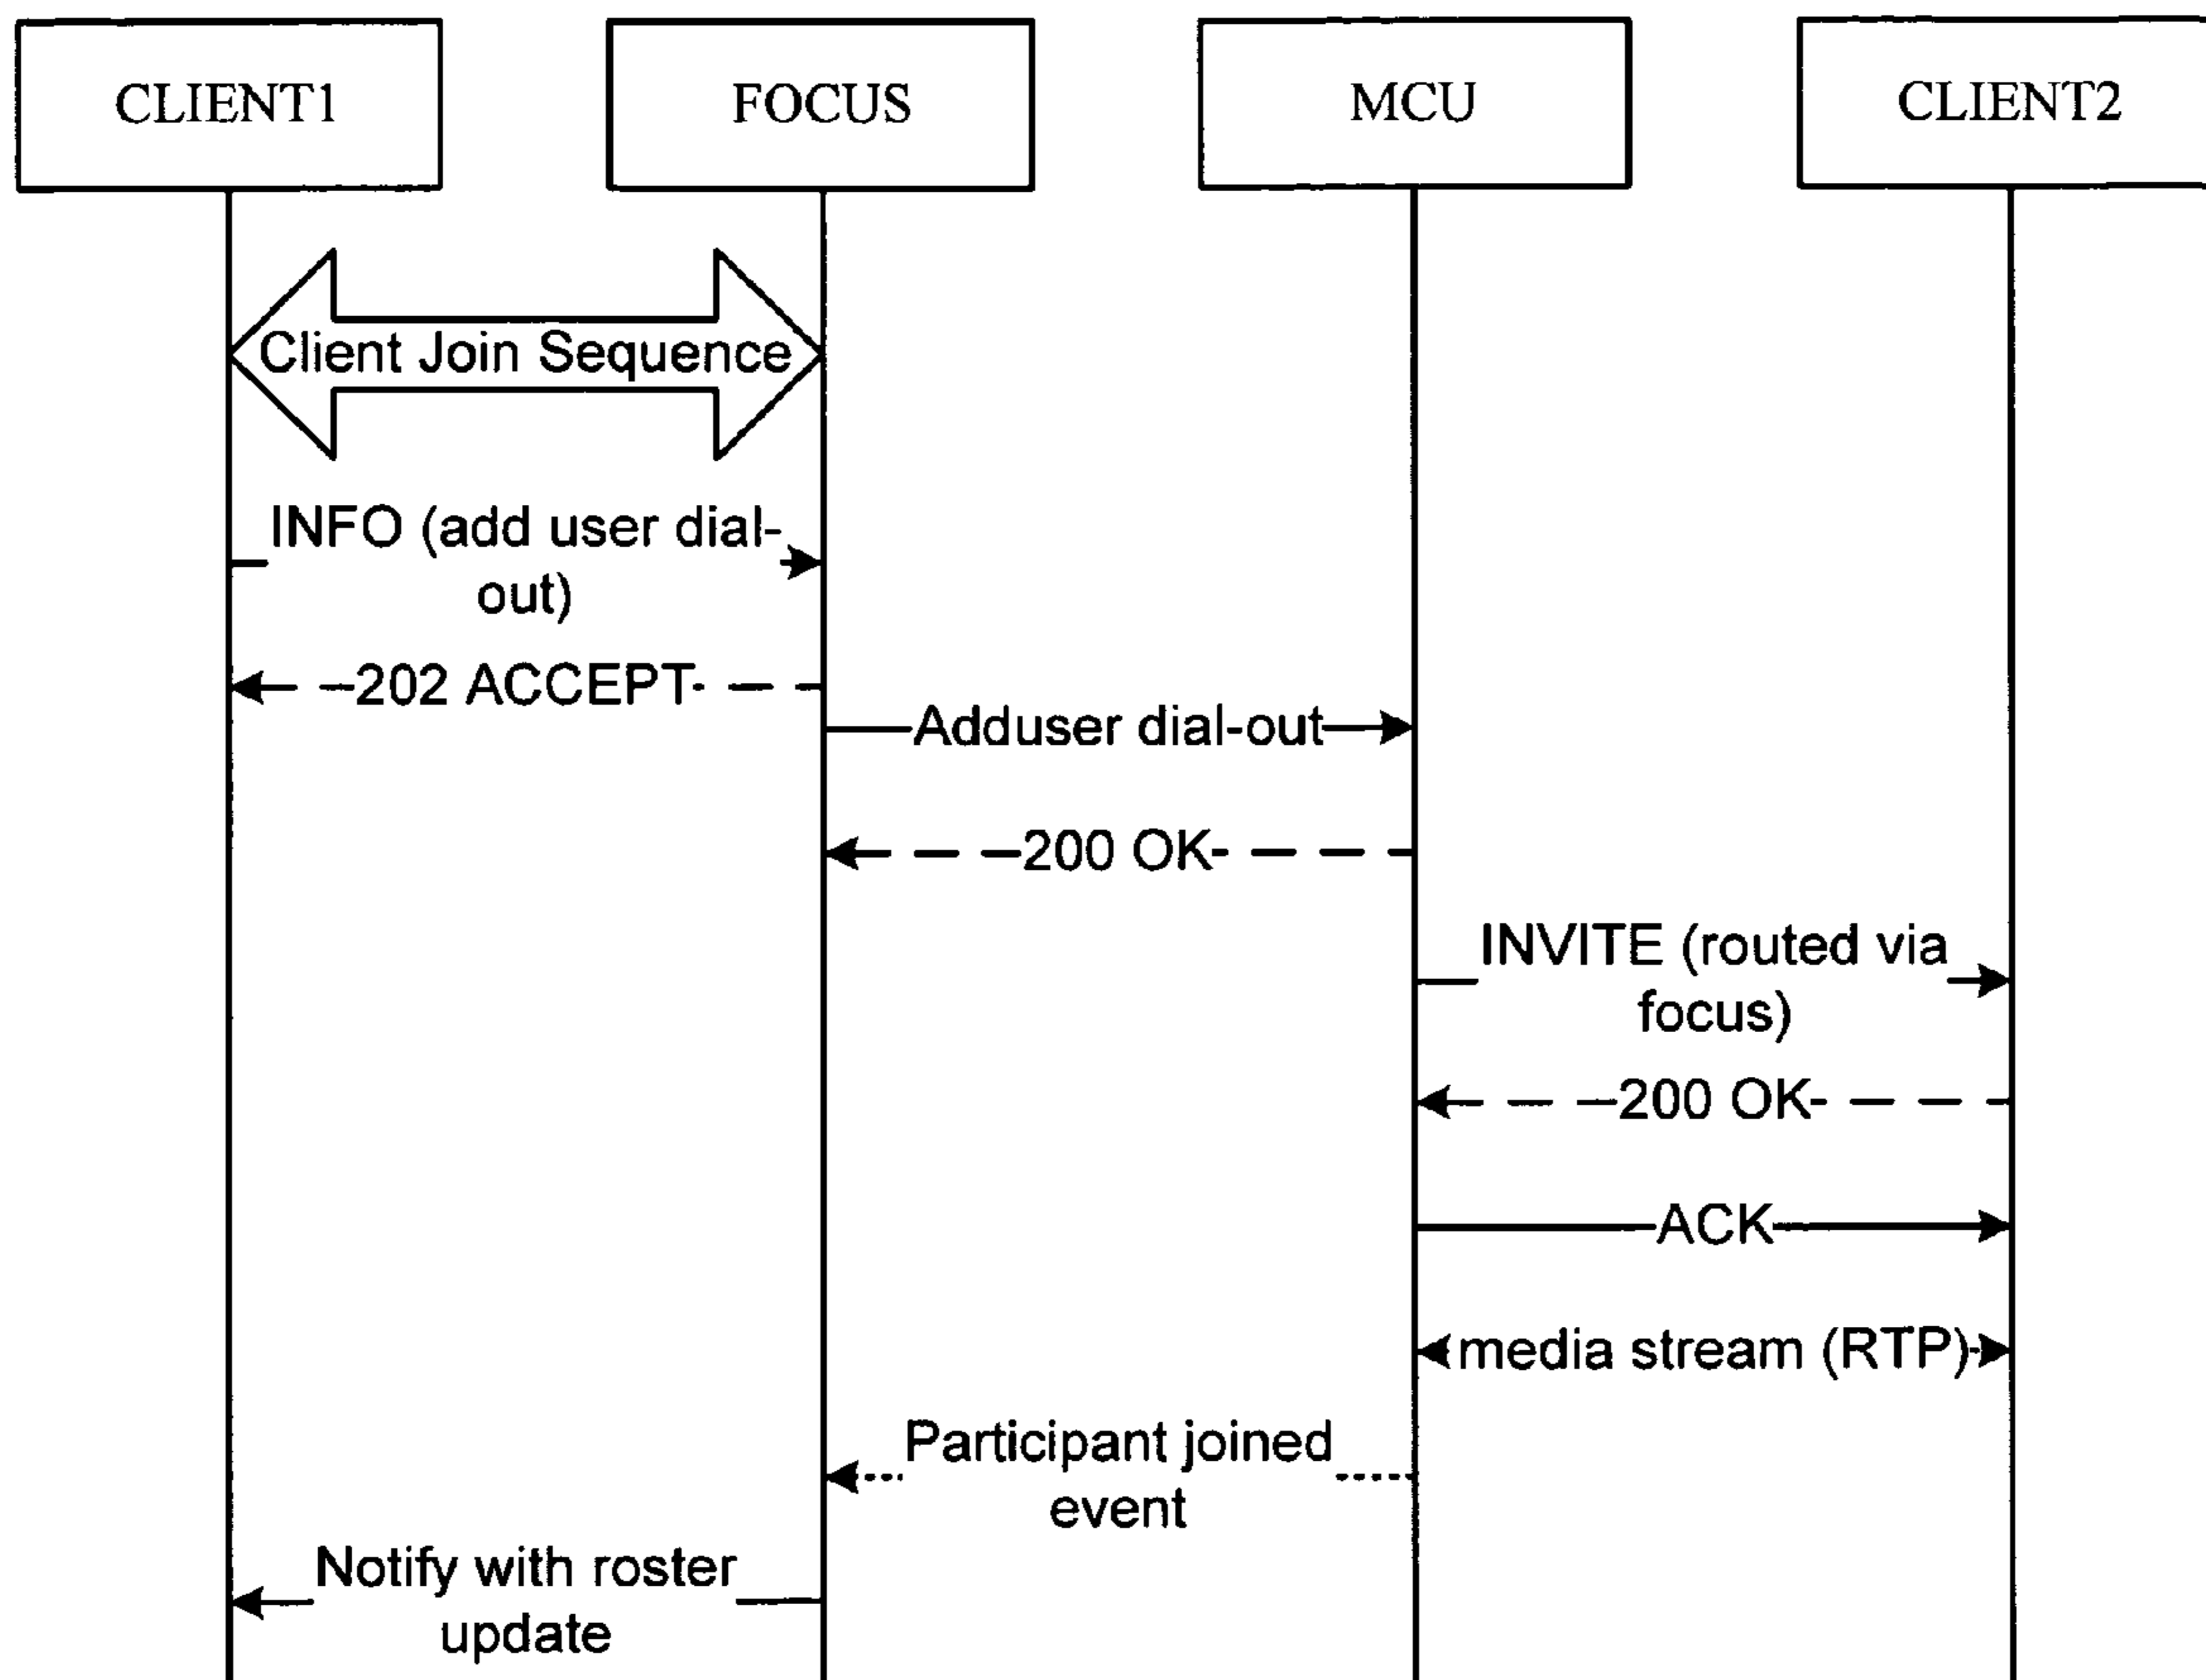 CLIENT1
FOCUS
MCU
CLIENT2
Client Join Sequence
INFO (add user dial-
out)
202 ACCEPT
Adduser dial-out
200 OK
INVITE (routed via
focus)
200 OK
ACK
media stream (RTP)
Participant joined
event
Notify with roster
update